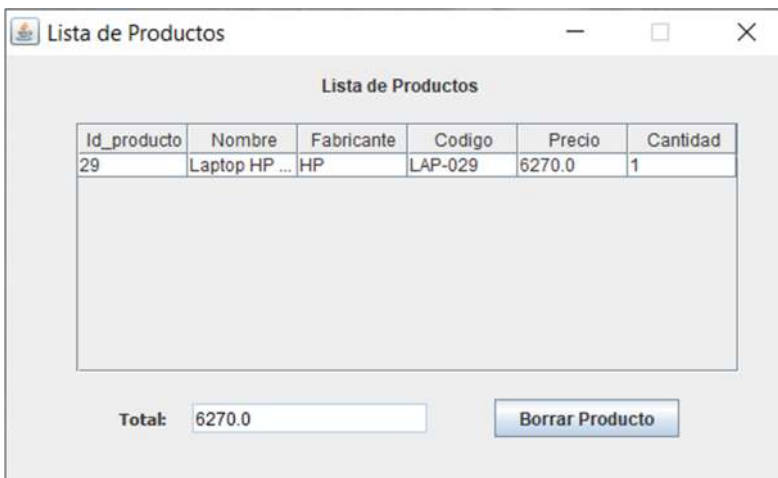 Lista de Productos
Lista de Productos
Id_producto Nombre Fabricante Codigo Precio Cantidad
29 Laptop HP ... HP LAP-029 6270.0 1
Total: 6270.0 Borrar Producto